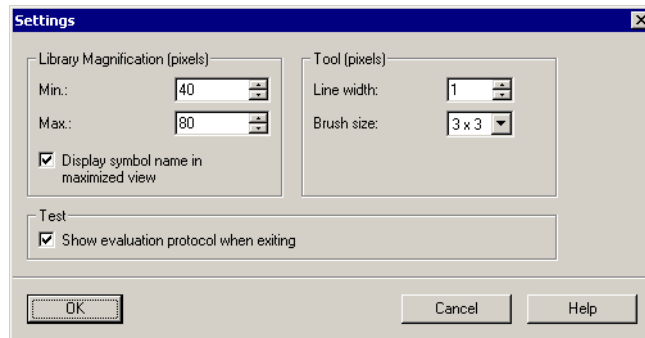 Settings
Library Magnification (pixels)
Min.: 40
Max.: 80
Display symbol name in
maximized view
Tool (pixels)
Line width: 1
Brush size: 3 x 3
Test
Show evaluation protocol when exiting
OK Cancel Help